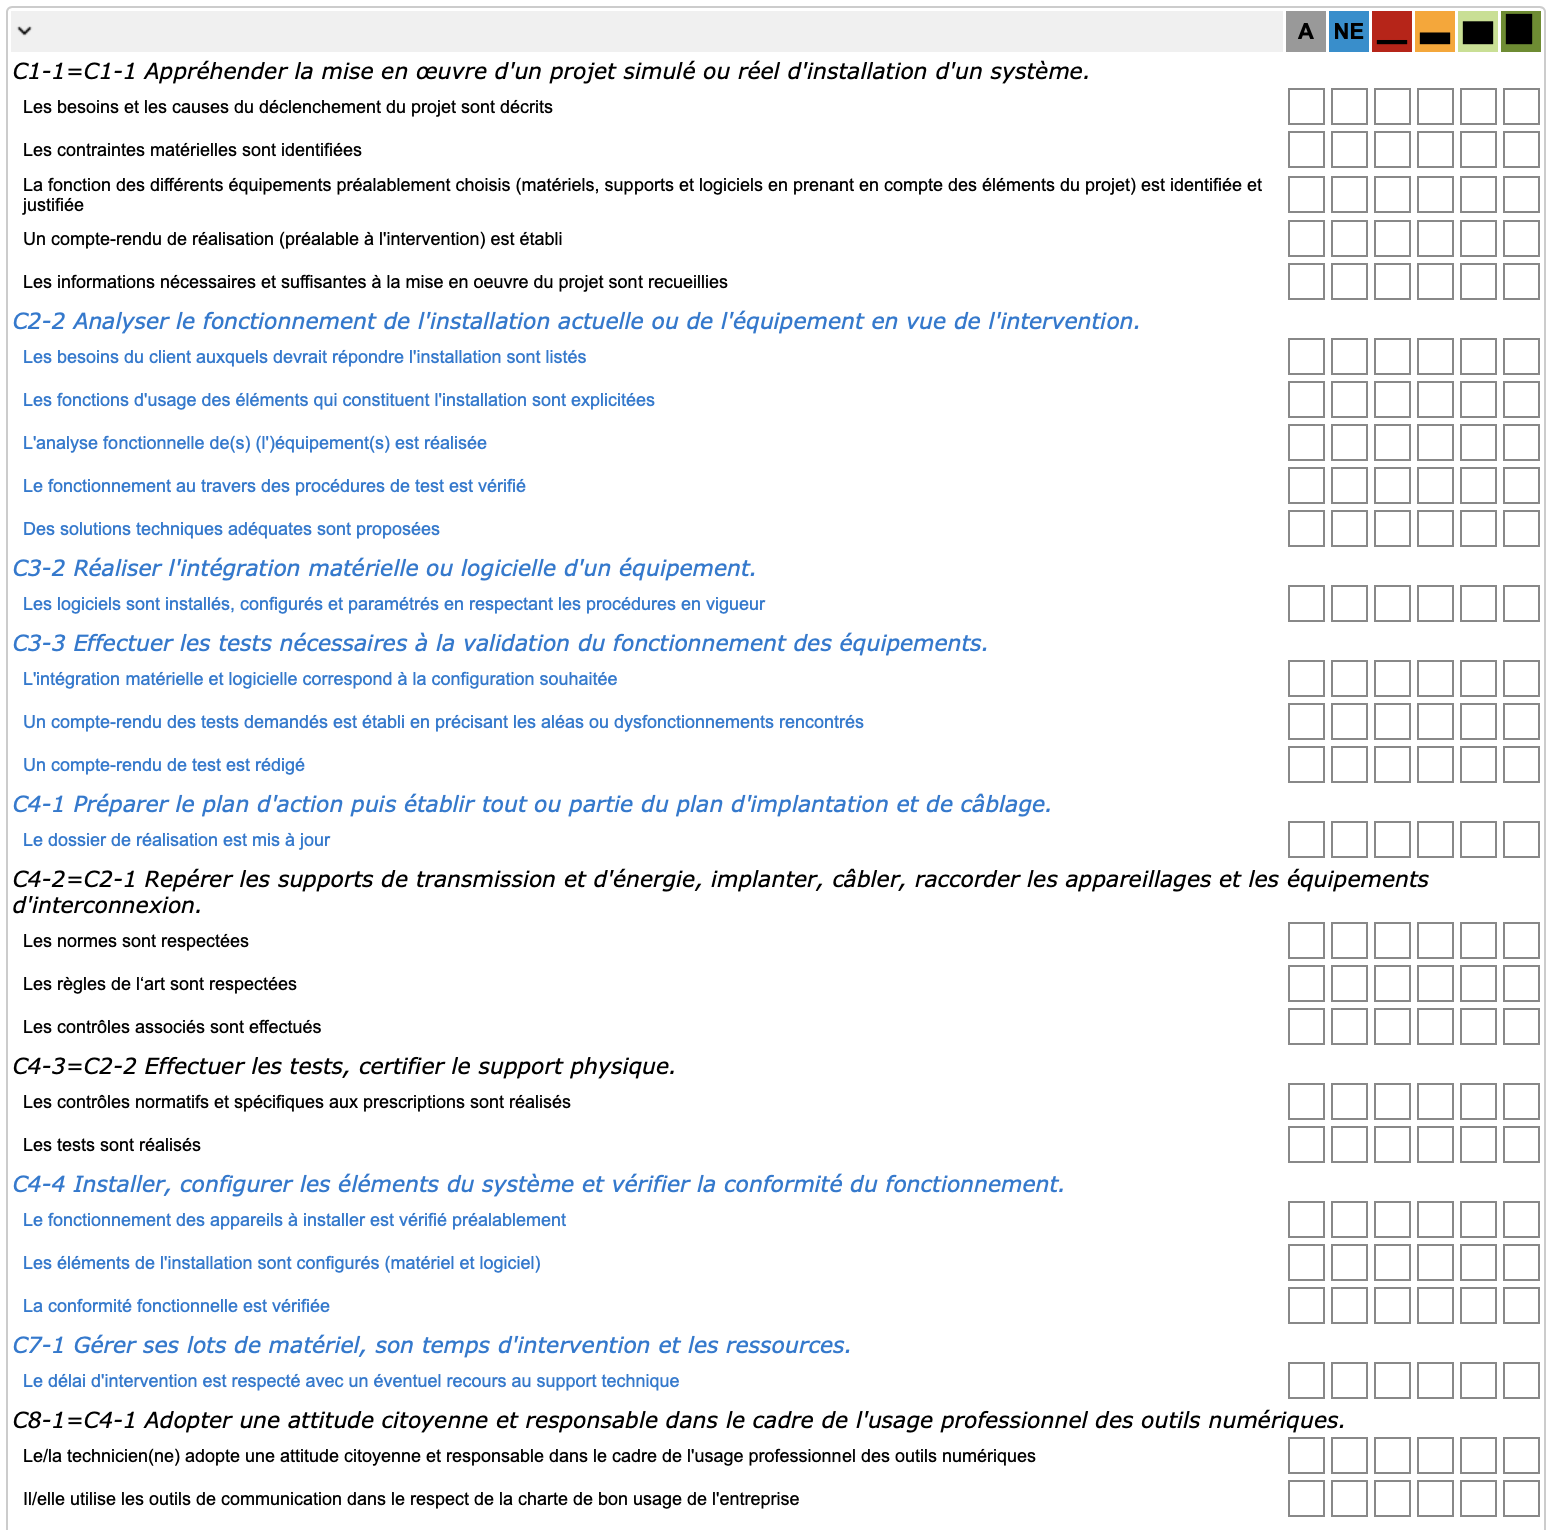 A NE
C1-1=C1-1 Appréhender la mise en œuvre d'un projet simulé ou réel d'installation d'un système.
Les besoins et les causes du déclenchement du projet sont décrits
Les contraintes matérielles sont identifiées
La fonction des différents équipements préalablement choisis (matériels, supports et logiciels en prenant en compte des éléments du projet) est identifiée et
justifiée
Un compte-rendu de réalisation (préalable à l'intervention) est établi
Les informations nécessaires et suffisantes à la mise en oeuvre du projet sont recueillies
C2-2 Analyser le fonctionnement de l'installation actuelle ou de l'équipement en vue de l'intervention.
Les besoins du client auxquels devrait répondre l'installation sont listés
Les fonctions d'usage des éléments qui constituent l'installation sont explicitées
L'analyse fonctionnelle de(s) (l')équipement(s) est réalisée
Le fonctionnement au travers des procédures de test est vérifié
Des solutions techniques adéquates sont proposées
C3-2 Réaliser l'intégration matérielle ou logicielle d'un équipement.
Les logiciels sont installés, configurés et paramétrés en respectant les procédures en vigueur
C3-3 Effectuer les tests nécessaires à la validation du fonctionnement des équipements.
L'intégration matérielle et logicielle correspond à la configuration souhaitée
Un compte-rendu des tests demandés est établi en précisant les aléas ou dysfonctionnements rencontrés
Un compte-rendu de test est rédigé
C4-1 Préparer le plan d'action puis établir tout ou partie du plan d'implantation et de câblage.
Le dossier de réalisation est mis à jour
C4-2=C2-1 Repérer les supports de transmission et d'énergie, implanter, câbler, raccorder les appareillages et les équipements
d'interconnexion.
Les normes sont respectées
Les règles de l‘art sont respectées
Les contrôles associés sont effectués
C4-3=C2-2 Effectuer les tests, certifier le support physique.
Les contrôles normatifs et spécifiques aux prescriptions sont réalisés
Les tests sont réalisés
C4-4 Installer, configurer les éléments du système et vérifier la conformité du fonctionnement.
Le fonctionnement des appareils à installer est vérifié préalablement
Les éléments de l'installation sont configurés (matériel et logiciel)
La conformité fonctionnelle est vérifiée
C7-1 Gérer ses lots de matériel, son temps d'intervention et les ressources.
Le délai d'intervention est respecté avec un éventuel recours au support technique
C8-1=C4-1 Adopter une attitude citoyenne et responsable dans le cadre de l'usage professionnel des outils numériques.
Le/la technicien(ne) adopte une attitude citoyenne et responsable dans le cadre de l'usage professionnel des outils numériques
Il/elle utilise les outils de communication dans le respect de la charte de bon usage de l'entreprise